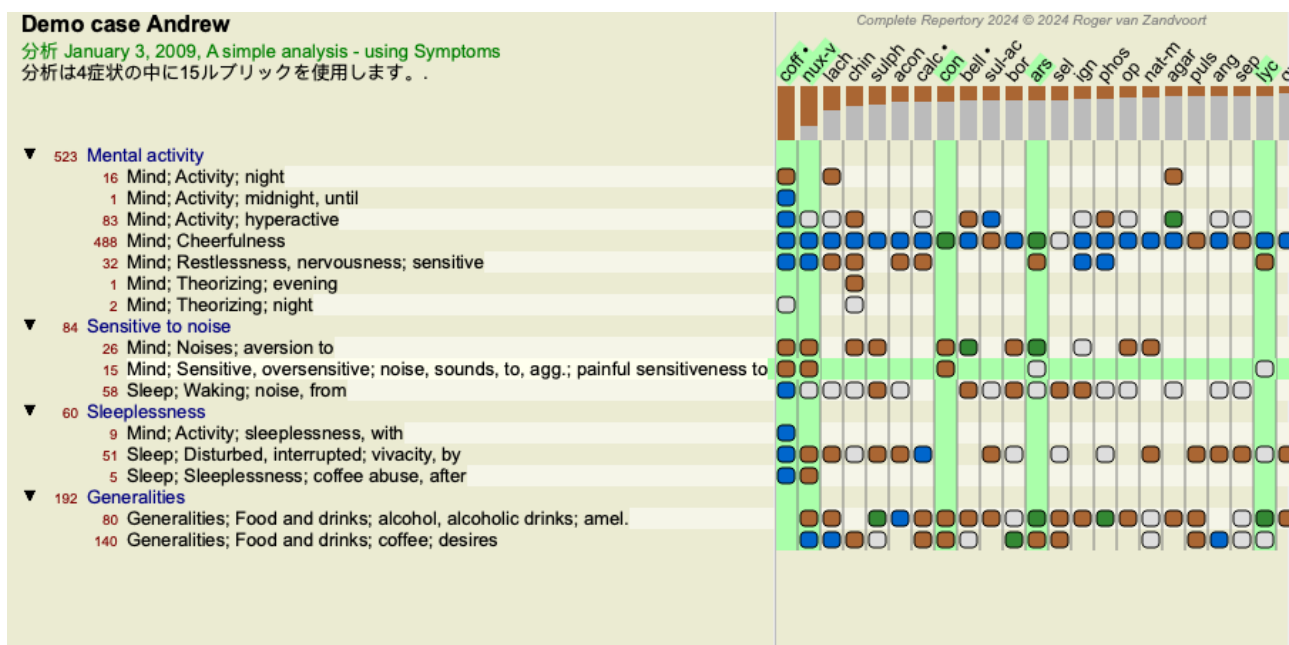 Demo case Andrew
分析 January 3, 2009, A simple analysis - using Symptoms
分析は4症状の中に15ルブリックを使用します。.
Complete Repertory 2024 © 2024 Roger van Zandvoort
coff • nux-v lach chin sulph acon calc • con bell • sul-ac bor ars sel ign phos op nat-m agar puls ang sep lyc
▼ 523 Mental activity
16 Mind; Activity; night
1 Mind; Activity; midnight, until
83 Mind; Activity; hyperactive
488 Mind; Cheerfulness
32 Mind; Restlessness, nervousness; sensitive
1 Mind; Theorizing; evening
2 Mind; Theorizing; night
▼ 84 Sensitive to noise
26 Mind; Noises; aversion to
15 Mind; Sensitive, oversensitive; noise, sounds, to, agg.; painful sensitiveness to
58 Sleep; Waking; noise, from
▼ 60 Sleeplessness
9 Mind; Activity; sleeplessness, with
51 Sleep; Disturbed, interrupted; vivacity, by
5 Sleep; Sleeplessness; coffee abuse, after
▼ 192 Generalities
80 Generalities; Food and drinks; alcohol, alcoholic drinks; amel.
140 Generalities; Food and drinks; coffee; desires